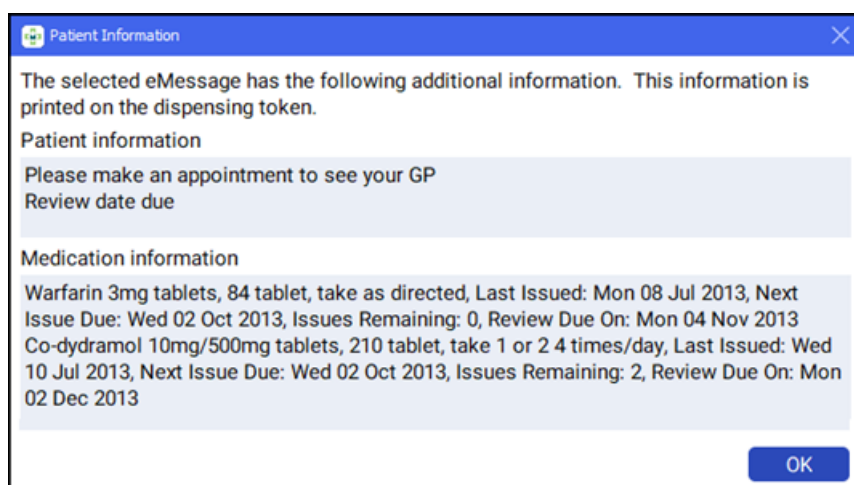 Patient Information
The selected eMessage has the following additional information.  This information is
printed on the dispensing token.
Patient information
Please make an appointment to see your GP
Review date due
Medication information
Warfarin 3mg tablets, 84 tablet, take as directed, Last Issued: Mon 08 Jul 2013, Next
Issue Due: Wed 02 Oct 2013, Issues Remaining: 0, Review Due On: Mon 04 Nov 2013
Co-dydramol 10mg/500mg tablets, 210 tablet, take 1 or 2 4 times/day, Last Issued: Wed
10 Jul 2013, Next Issue Due: Wed 02 Oct 2013, Issues Remaining: 2, Review Due On: Mon
02 Dec 2013
OK